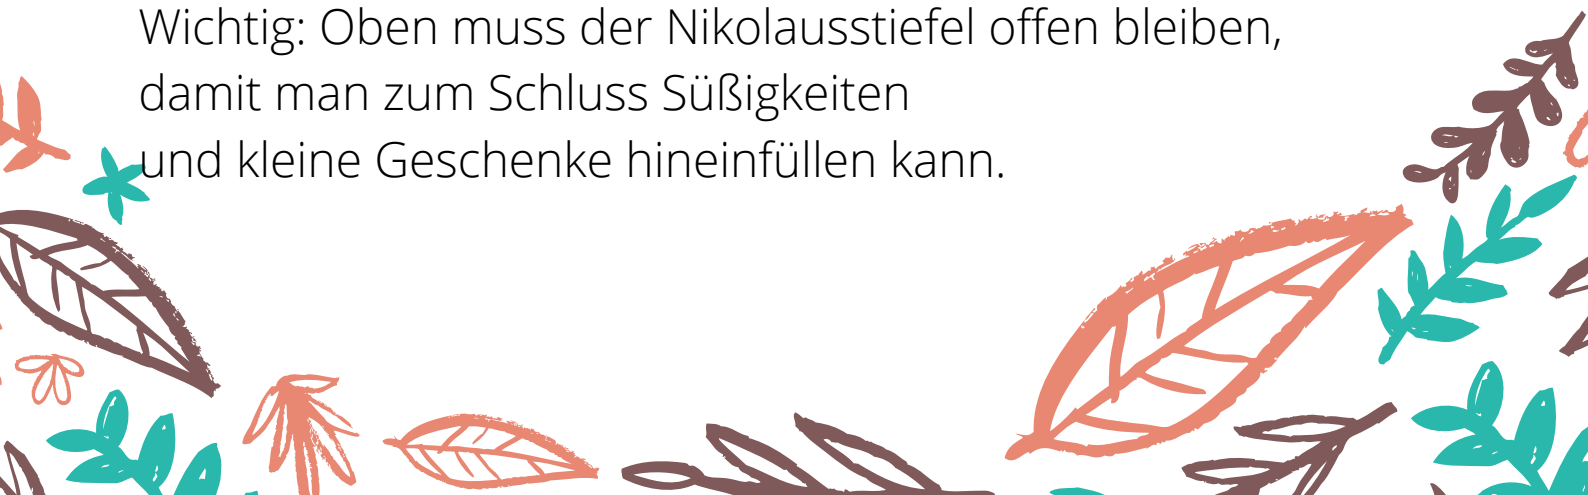 Wichtig: Oben muss der Nikolausstiefel offen bleiben,
damit man zum Schluss Süßigkeiten
und kleine Geschenke hineinfüllen kann.